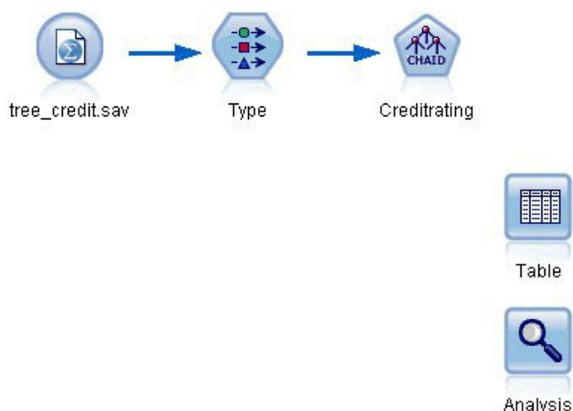 CHAID
tree_credit.sav
Type
Creditrating
Table
Analysis